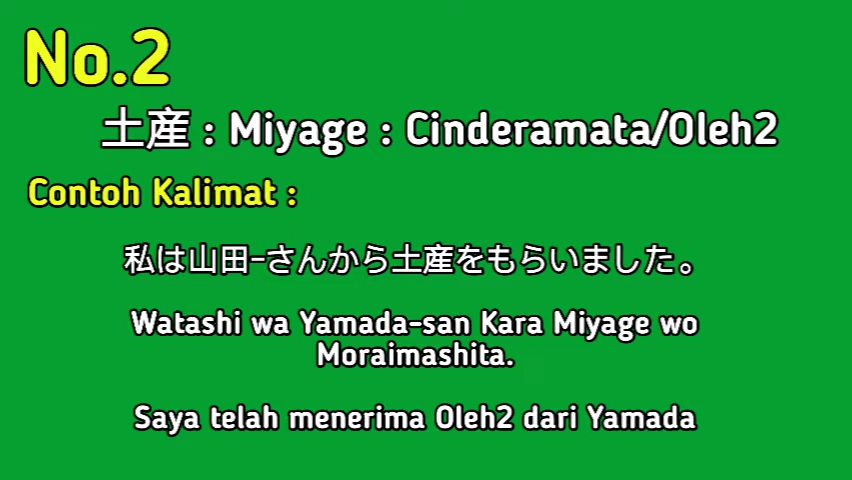 No.2
土産 : Miyage : Cinderamata/Oleh2
Contoh Kalimat :
私は山田-さんから土産をもらいました。
Watashi wa Yamada-san Kara Miyage wo
Moraimashita.
Saya telah menerima Oleh2 dari Yamada